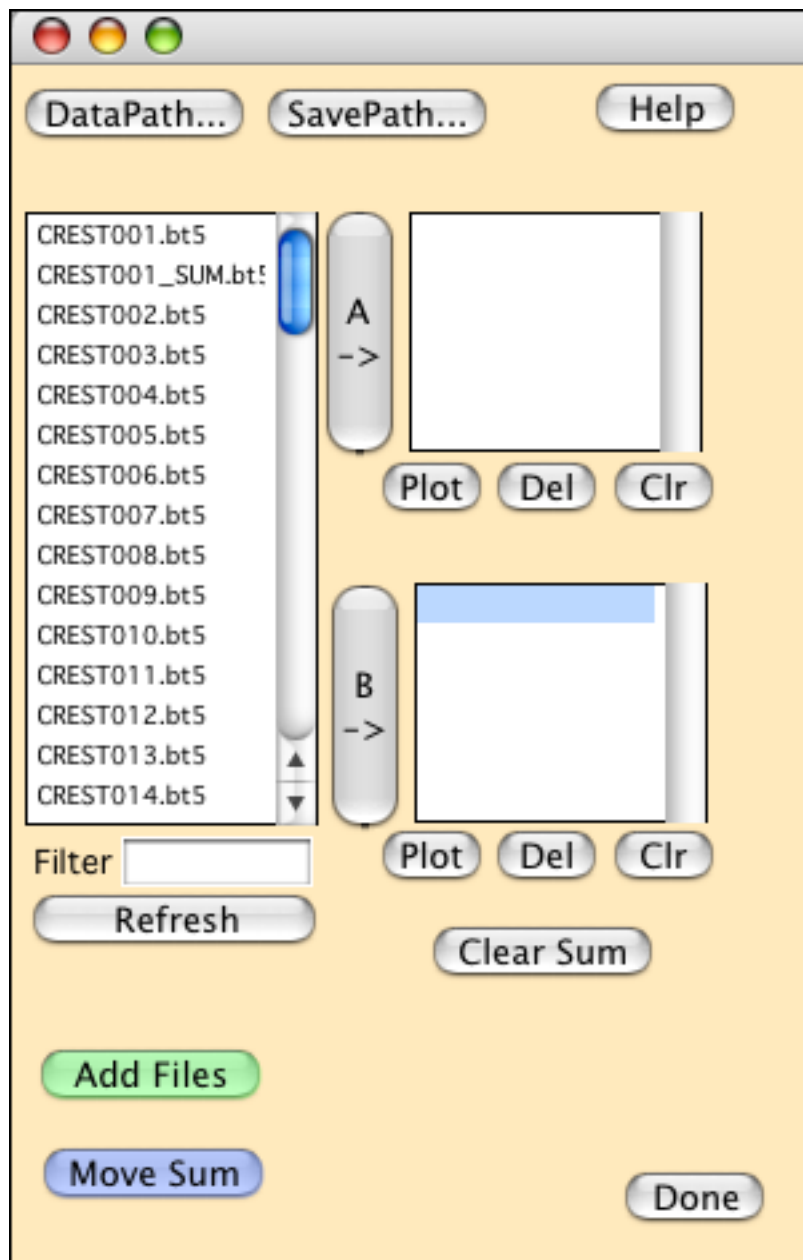 DataPath...
SavePath...
Help
CREST001.bt5
CREST001_SUM.bt5
CREST002.bt5
CREST003.bt5
CREST004.bt5
CREST005.bt5
CREST006.bt5
CREST007.bt5
CREST008.bt5
CREST009.bt5
CREST010.bt5
CREST011.bt5
CREST012.bt5
CREST013.bt5
CREST014.bt5
A
->
Plot
Del
Clr
B
->
Plot
Del
Clr
Filter
Refresh
Clear Sum
Add Files
Move Sum
Done